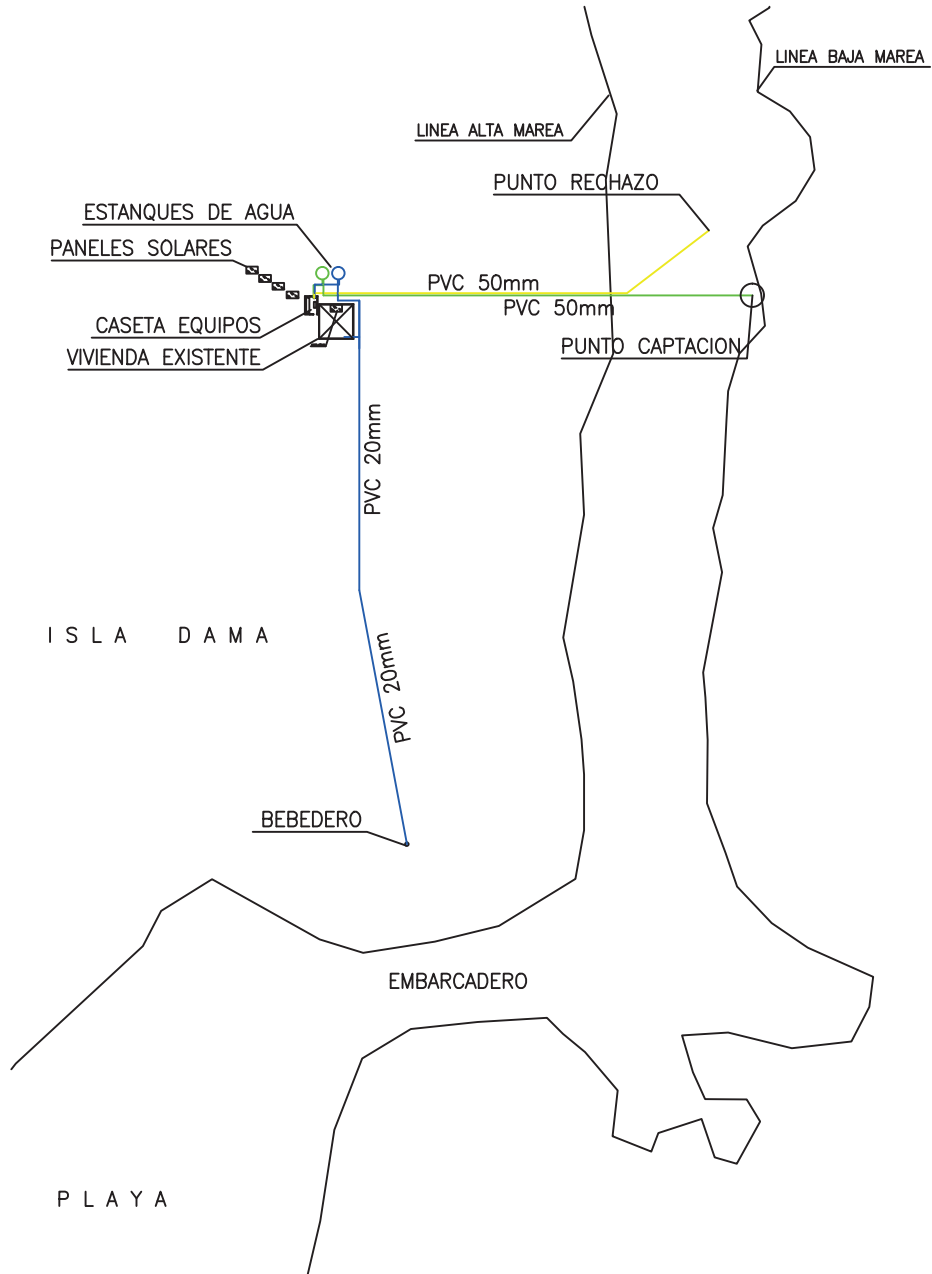 LINEA BAJA MAREA
LINEA ALTA MAREA
PUNTO RECHAZO
ESTANQUES DE AGUA
PANELES SOLARES
PVC 50mm
PVC 50mm
CASETA EQUIPOS
PUNTO CAPTACION
VIVIENDA EXISTENTE
PVC 20mm
ISLA DAMA
PVC 20mm
BEBEDERO
EMBARCADERO
PLAYA